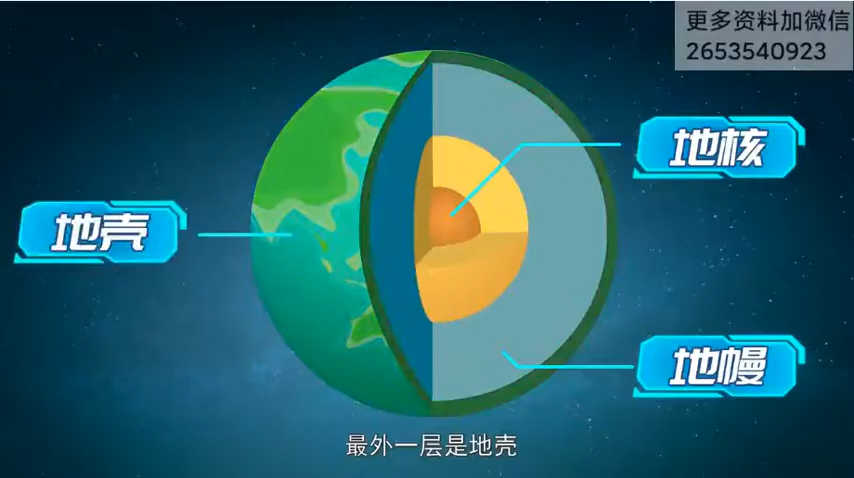 更多资料加微信
2653540923
地核
地壳
地幔
最外一层是地壳